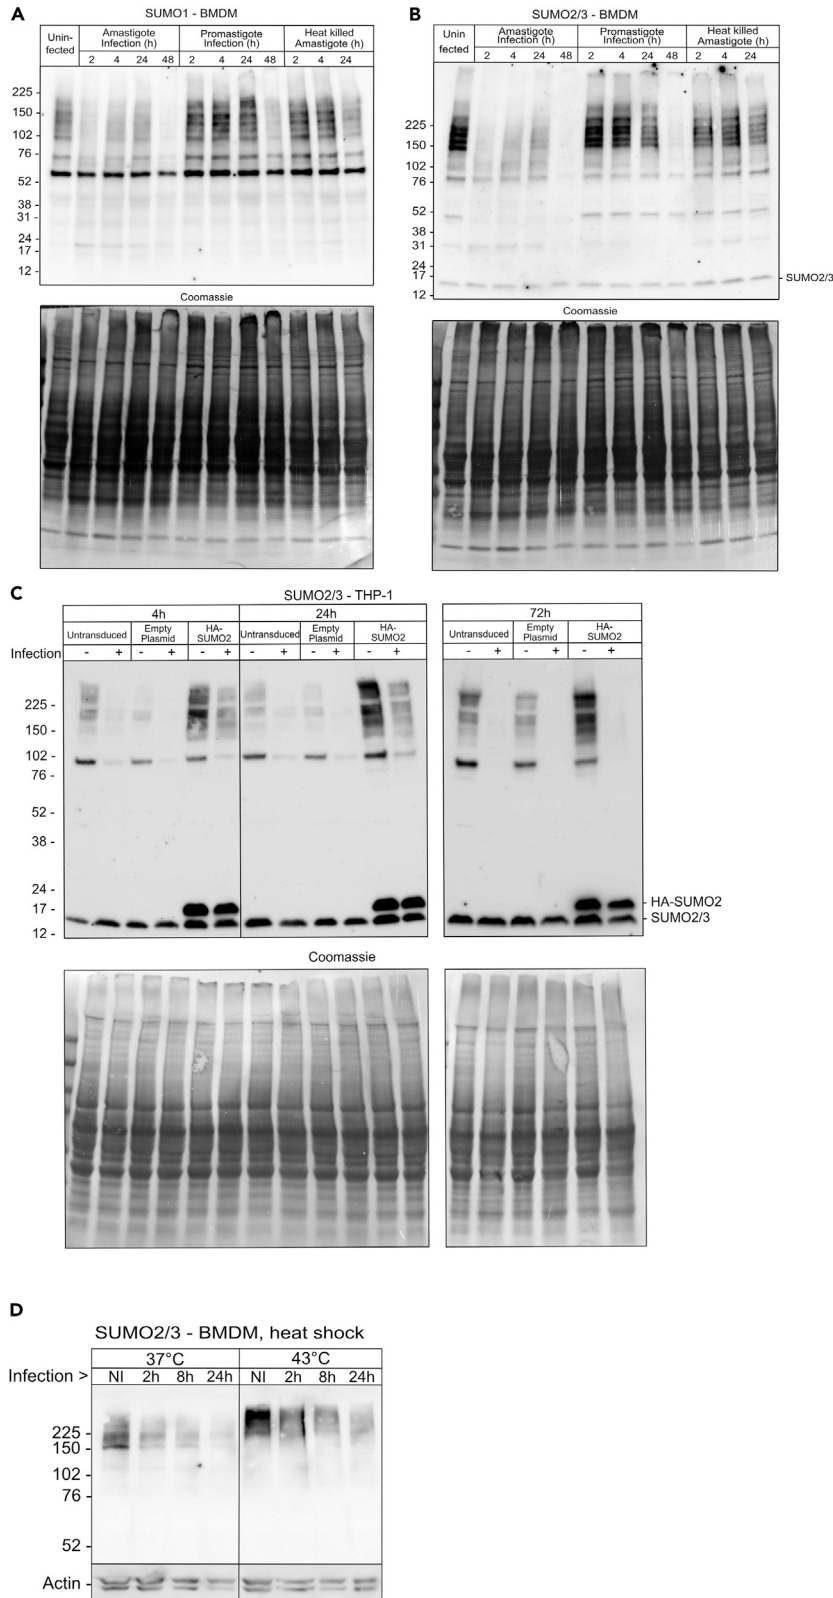 A
SUMO1 - BMDM
Unin-
fected
Amastigote
Infection (h)
Promastigote
Infection (h)
Heat killed
Amastigote (h)
2 4 24 48 2 4 24 48 2 4 24
225 -
150 -
102 -
76 -
52 -
38 -
31 -
24 -
17 -
12 -
Coomassie
B
SUMO2/3 - BMDM
Unin
fected
Amastigote
Infection (h)
Promastigote
Infection (h)
Heat killed
Amastigote (h)
2 4 24 48 2 4 24 48 2 4 24
225 -
150 -
102 -
76 -
52 -
38 -
31 -
24 -
17 -
12 -
- SUMO2/3
Coomassie
C
SUMO2/3 - THP-1
4h 24h 72h
Untransduced Empty Plasmid HA-SUMO2 Untransduced Empty Plasmid HA-SUMO2 Untransduced Empty Plasmid HA-SUMO2
Infection - + - + - + - + - + - + - + - + - +
225 -
150 -
102 -
76 -
52 -
38 -
24 -
17 -
12 -
- HA-SUMO2
- SUMO2/3
Coomassie
D
SUMO2/3 - BMDM, heat shock
37°C 43°C
Infection > NI 2h 8h 24h NI 2h 8h 24h
225 -
150 -
102 -
76 -
52 -
Actin -